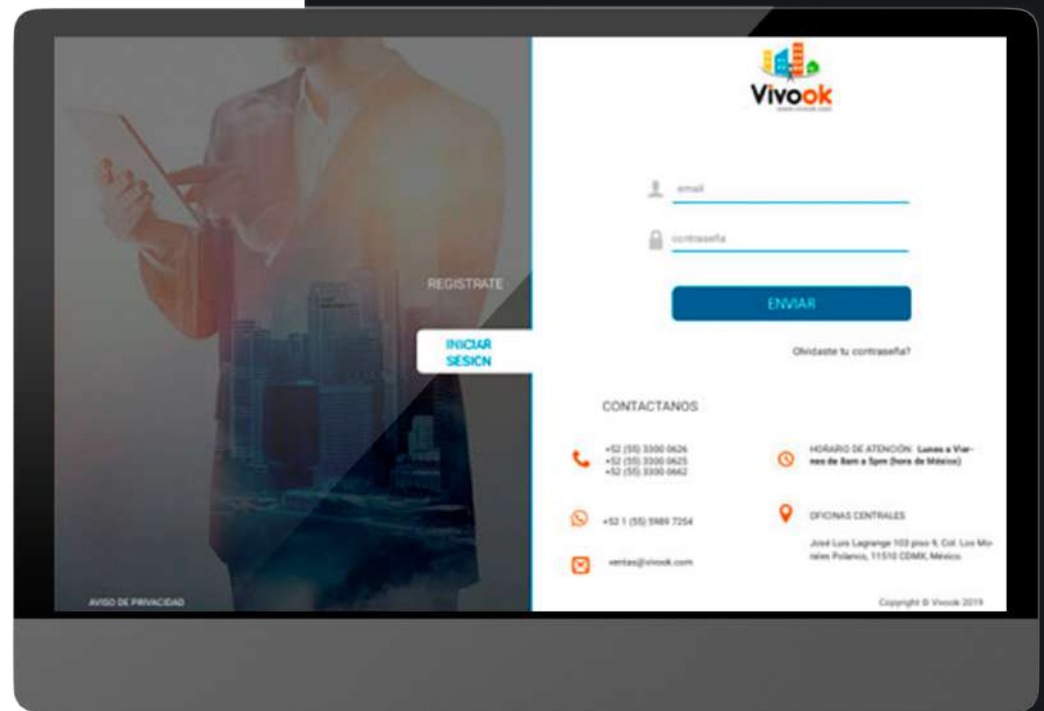 Vivook
www.vivook.com
email
contraseña
ENVIAR
Olvidaste tu contraseña?
REGISTRATE
INICIAR
SESION
CONTACTANOS
+52 (55) 3300 0626
+52 (55) 3300 0625
+52 (55) 3300 0662
+52 1 (55) 5989 7254
ventas@vivook.com
HORARIO DE ATENCIÓN: Lunes a Vier-
nes de 8am a 5pm (hora de México)
OFICINAS CENTRALES
José Luis Lagrange 103 piso 9, Col. Los Mo-
rales Polanco, 11510 CDMX, México.
AVISO DE PRIVACIDAD
Copyright © Vivook 2019